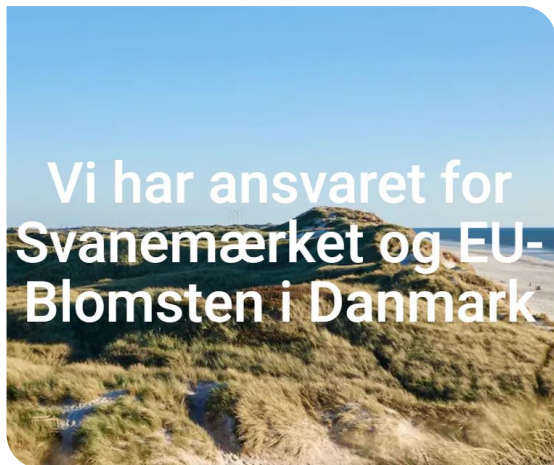 Vi har ansvaret for
Svanemærket og EU-
Blomsten i Danmark